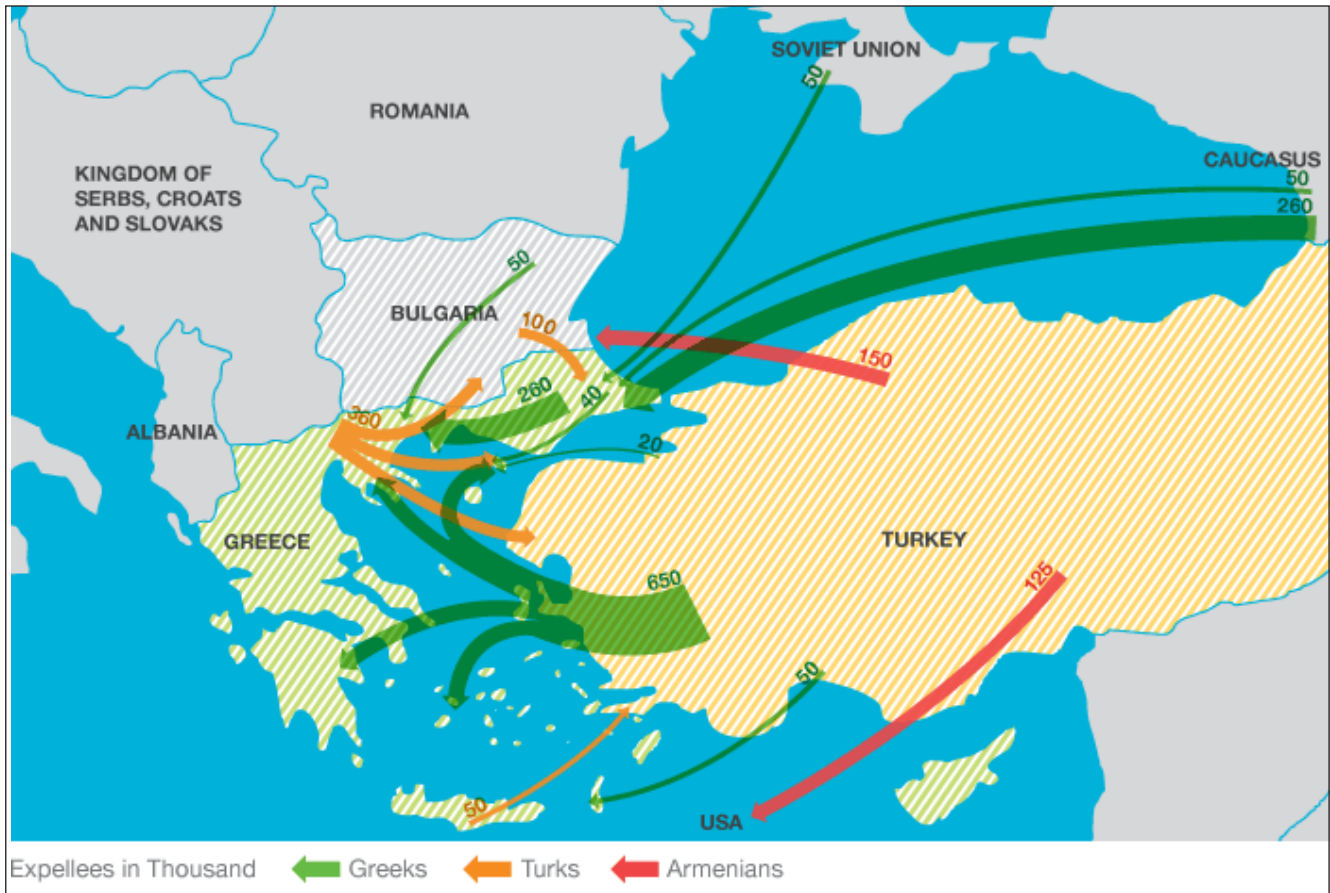 SOVIET UNION
50
ROMANIA
CAUCASUS
50
260
KINGDOM OF
SERBS, CROATS
AND SLOVAKS
50
BULGARIA
100
150
260
40
360
ALBANIA
20
GREECE
TURKEY
650
125
50
50
USA
Expellees in Thousand Greeks Turks Armenians